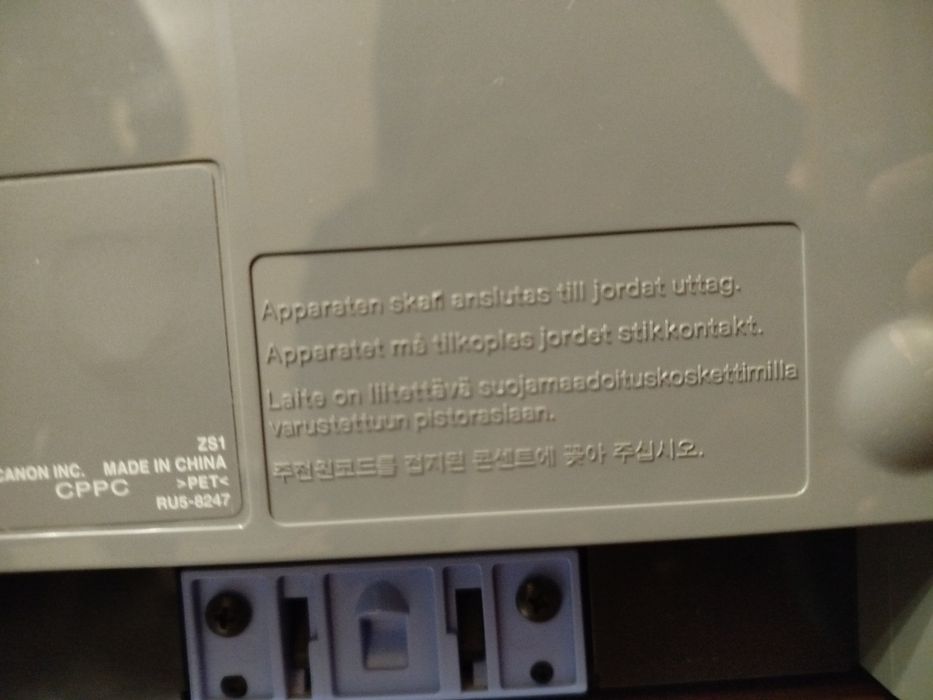 Apparaten skall anslutas till jordat uttag.
Apparatet må tilkoples jordet stikkontakt.
Laite on liitettävä suojamaadoituskoskettimilla
varustettuun pistorasiaan.
주전원코드를 접지된 콘센트에 꽂아 주십시오.
ZS1
CANON INC. MADE IN CHINA
CPPC >PET<
RU5-8247